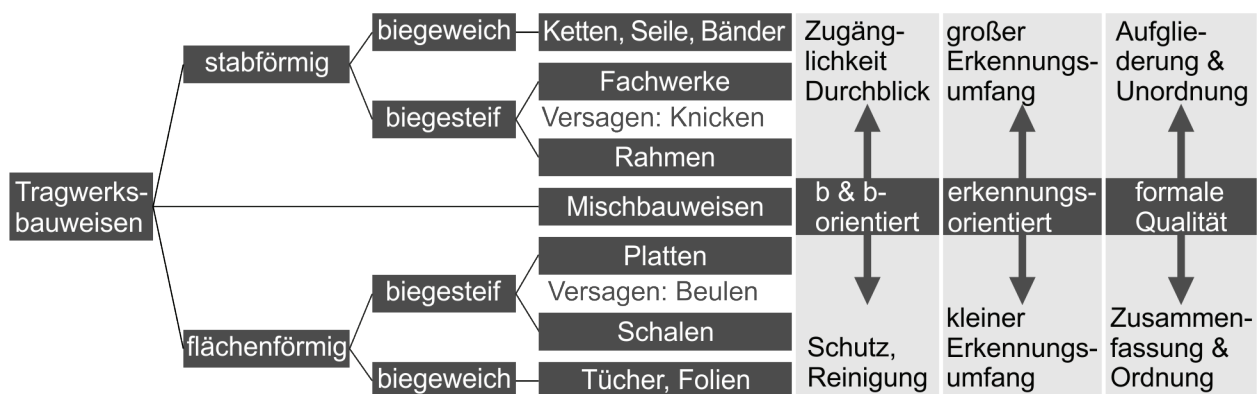 Tragwerks-
bauweisen
stabförmig
biegeweich
Ketten, Seile, Bänder
biegesteif
Fachwerke
Versagen: Knicken
Rahmen
Mischbauweisen
flächenförmig
biegesteif
Platten
Versagen: Beulen
Schalen
biegeweich
Tücher, Folien
Zugäng-
lichkeit
Durchblick
b & b-
orientiert
Schutz,
Reinigung
großer
Erkennungs-
umfang
erkennungs-
orientiert
kleiner
Erkennungs-
umfang
Aufglie-
derung &
Unordnung
formale
Qualität
Zusammen-
fassung &
Ordnung